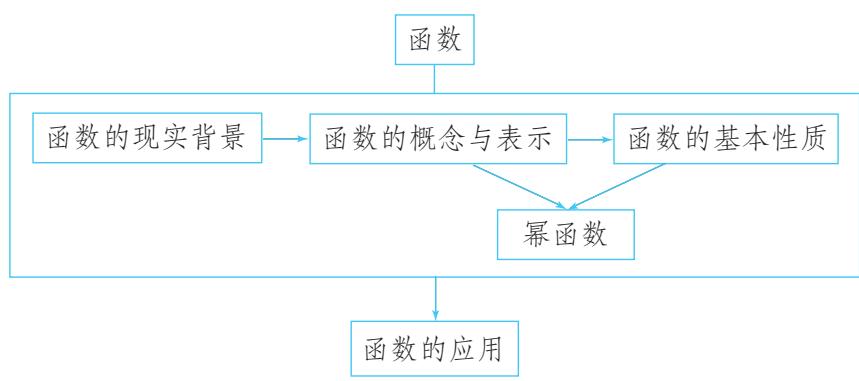 函数
函数的现实背景
函数的概念与表示
函数的基本性质
幂函数
函数的应用